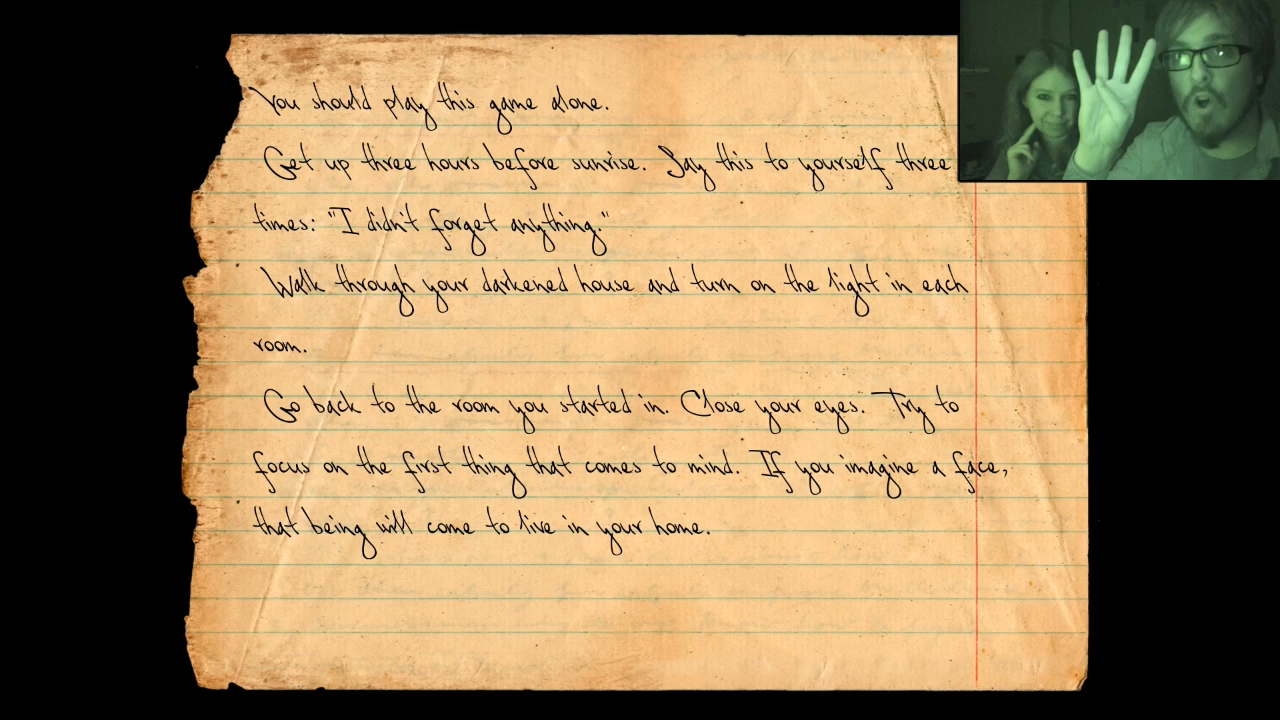 You should play this game alone.
Get up three hours before sunrise. Say this to yourself three
times: "I didn't forget anything."
Walk through your darkened house and turn on the light in each
room.
Go back to the room you started in. Close your eyes. Try to
focus on the first thing that comes to mind. If you imagine a face,
that being will come to live in your home.